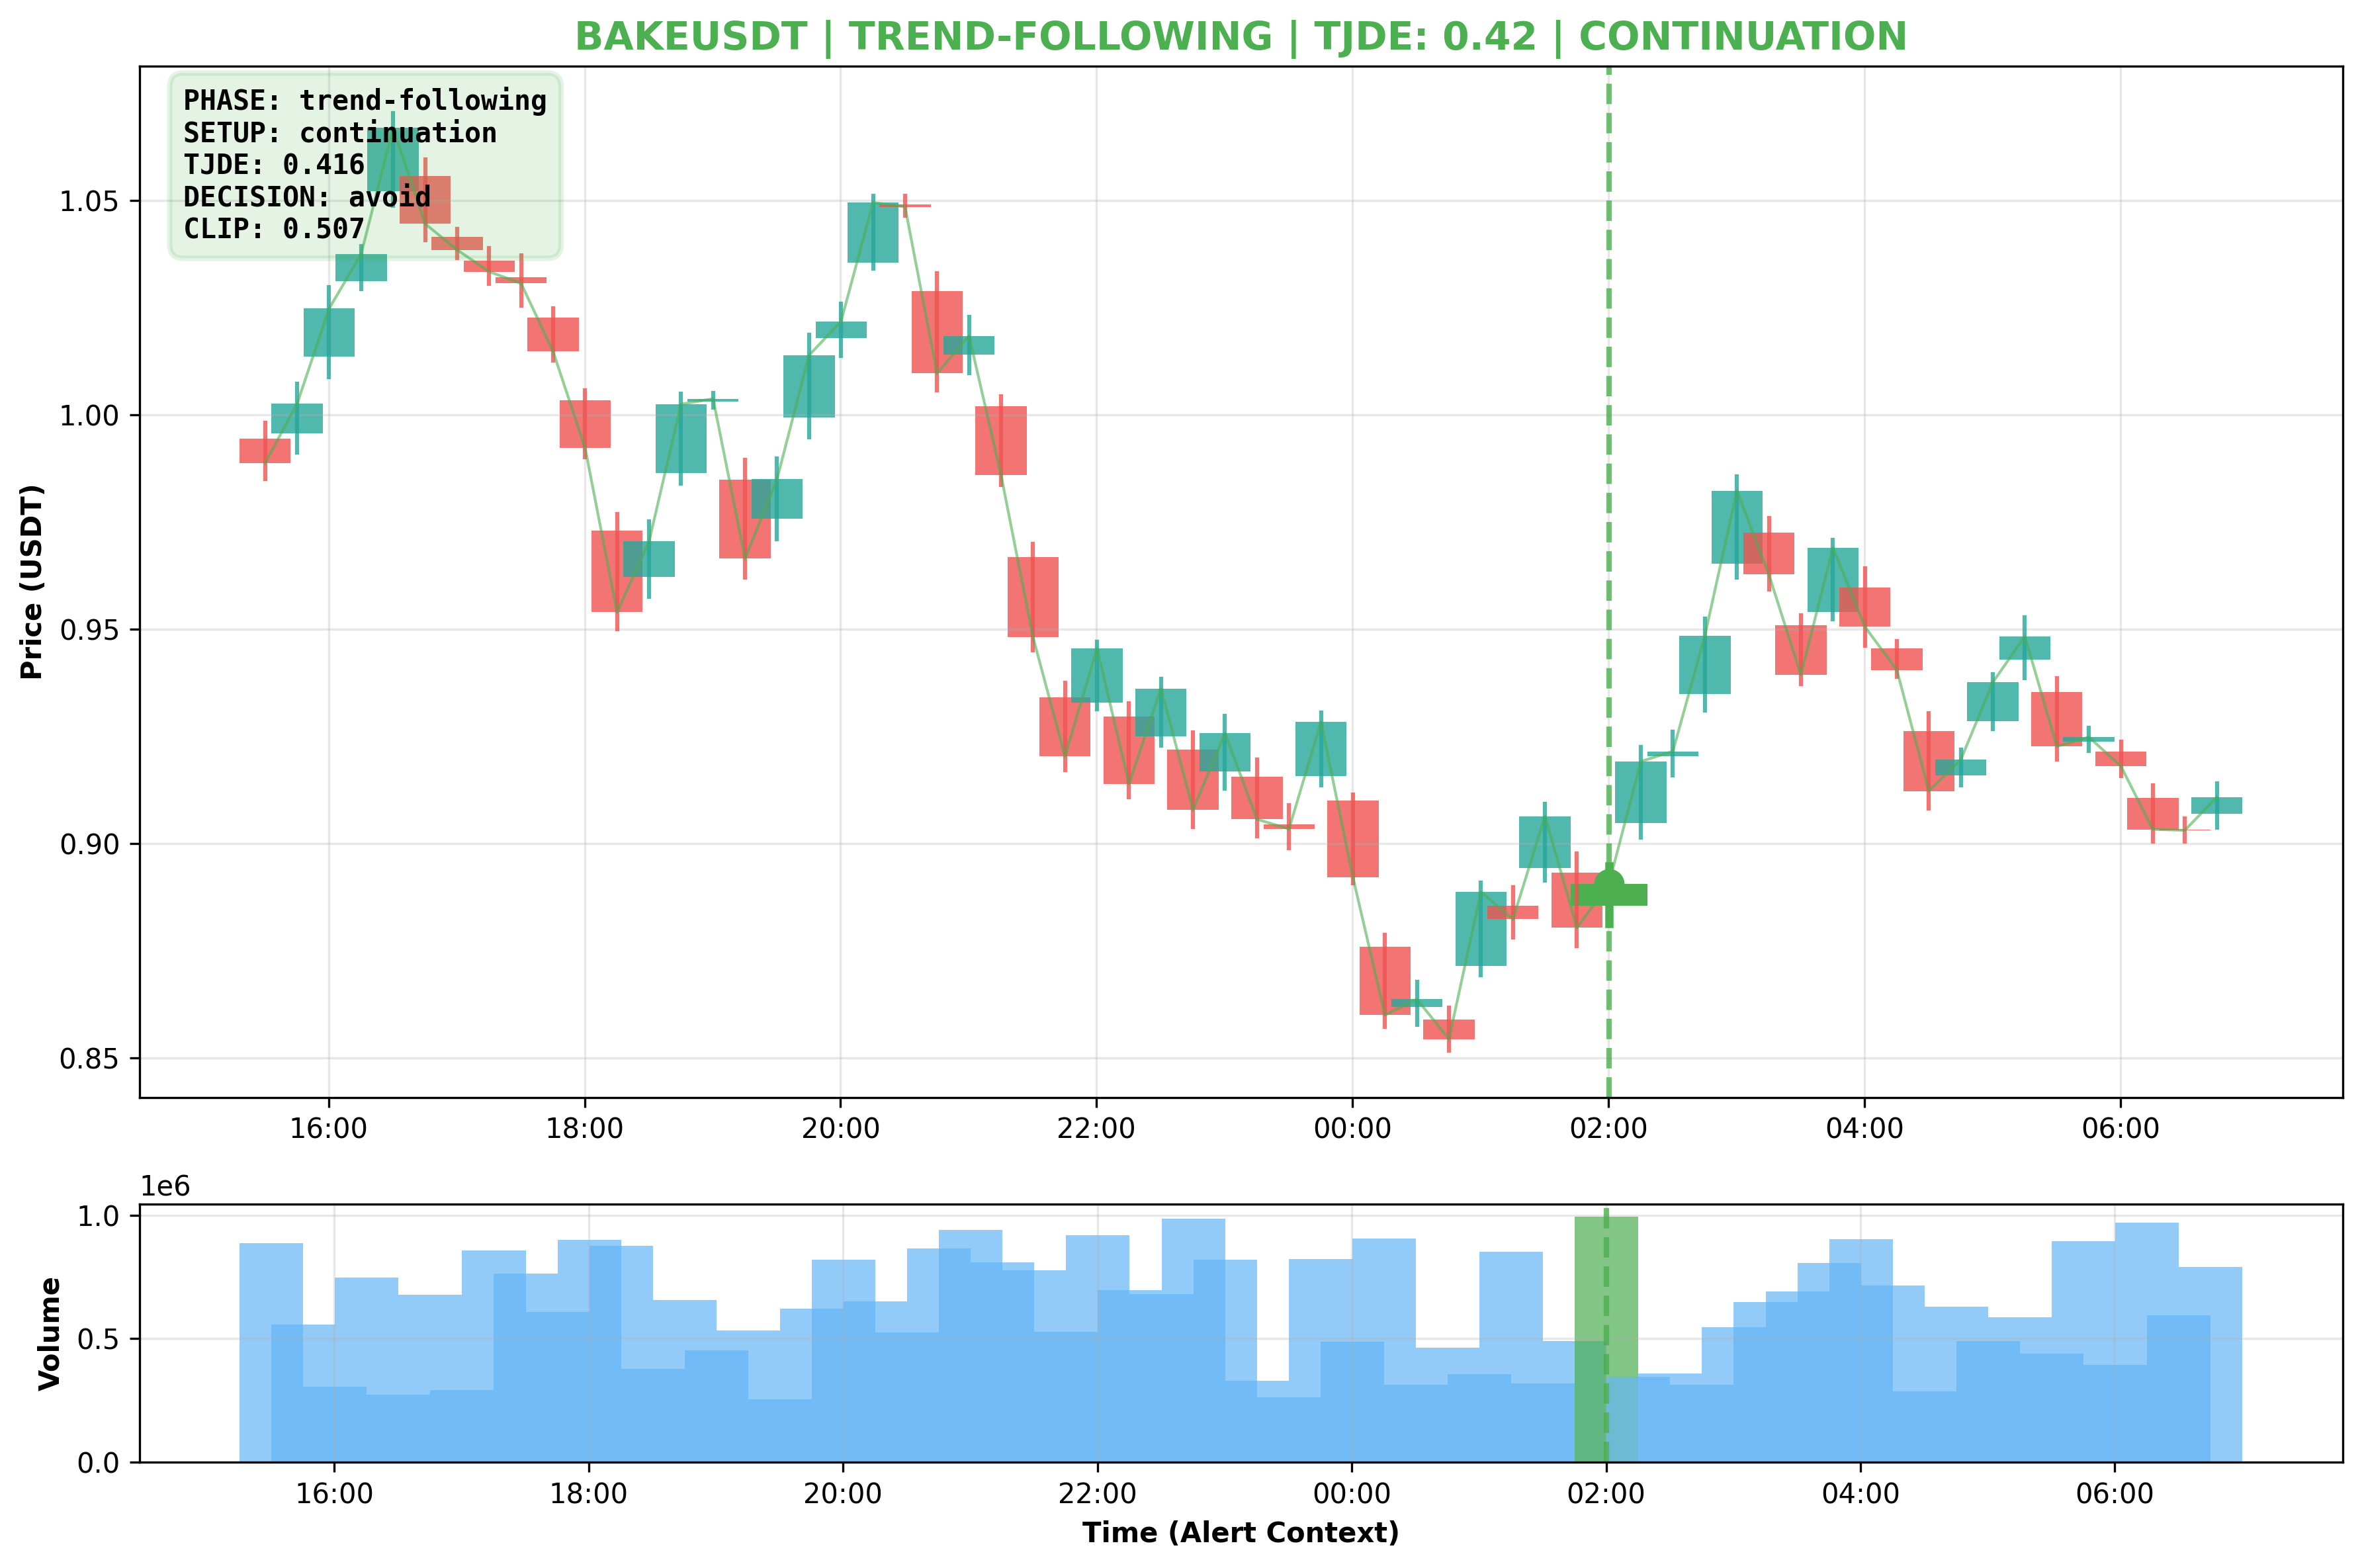 BAKEUSDT | TREND-FOLLOWING | TJDE: 0.42 | CONTINUATION
PHASE: trend-following
SETUP: continuation
TJDE: 0.416
DECISION: avoid
CLIP: 0.507
Price (USDT)
1.05
1.00
0.95
0.90
0.85
16:00 18:00 20:00 22:00 00:00 02:00 04:00 06:00
1e6
Volume
1.0
0.5
0.0
16:00 18:00 20:00 22:00 00:00 02:00 04:00 06:00
Time (Alert Context)